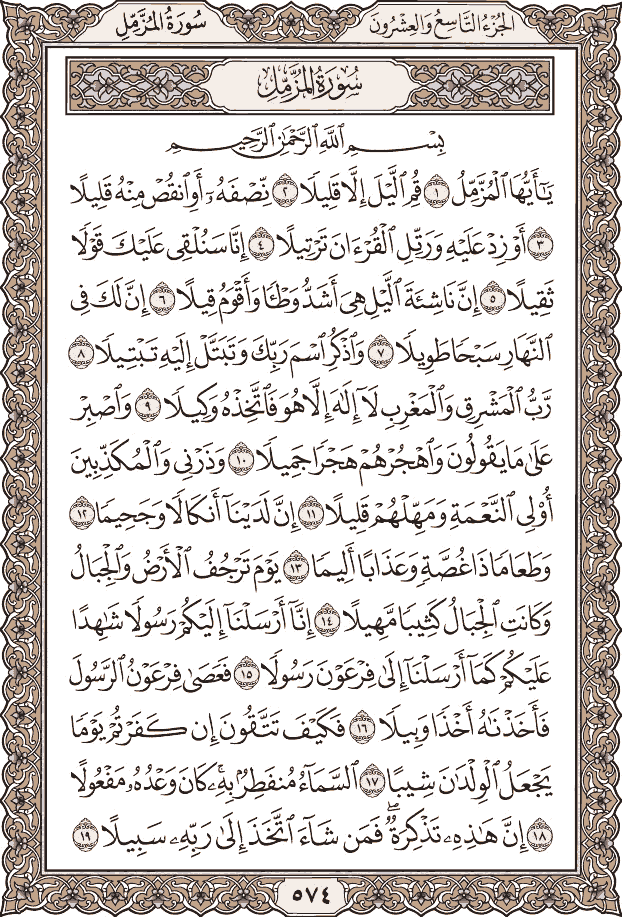 سُورَةُ المُزَّمِّلِ
الجُزْءُ التَّاسِعُ وَالعِشْرُونَ
سُورَةُ المُزَّمِّلِ
بِسْمِ ٱللَّهِ ٱلرَّحْمَٰنِ ٱلرَّحِيمِ
يَٰٓأَيُّهَا ٱلْمُزَّمِّلُ ١ قُمِ ٱلَّيْلَ إِلَّا قَلِيلًا ٢ نِّصْفَهُۥٓ أَوِ ٱنقُصْ مِنْهُ قَلِيلًا
٣ أَوْ زِدْ عَلَيْهِ وَرَتِّلِ ٱلْقُرْءَانَ تَرْتِيلًا ٤ إِنَّا سَنُلْقِى عَلَيْكَ قَوْلًا
ثَقِيلًا ٥ إِنَّ نَاشِئَةَ ٱلَّيْلِ هِىَ أَشَدُّ وَطْـًٔا وَأَقْوَمُ قِيلًا ٦ إِنَّ لَكَ فِى
ٱلنَّهَارِ سَبْحًا طَوِيلًا ٧ وَٱذْكُرِ ٱسْمَ رَبِّكَ وَتَبَتَّلْ إِلَيْهِ تَبْتِيلًا ٨
رَّبُّ ٱلْمَشْرِقِ وَٱلْمَغْرِبِ لَآ إِلَٰهَ إِلَّا هُوَ فَٱتَّخِذْهُ وَكِيلًا ٩ وَٱصْبِرْ
عَلَىٰ مَا يَقُولُونَ وَٱهْجُرْهُمْ هَجْرًا جَمِيلًا ١٠ وَذَرْنِى وَٱلْمُكَذِّبِينَ
أُو۟لِى ٱلنَّعْمَةِ وَمَهِّلْهُمْ قَلِيلًا ١١ إِنَّ لَدَيْنَآ أَنكَالًا وَجَحِيمًا ١٢
وَطَعَامًا ذَا غُصَّةٍ وَعَذَابًا أَلِيمًا ١٣ يَوْمَ تَرْجُفُ ٱلْأَرْضُ وَٱلْجِبَالُ
وَكَانَتِ ٱلْجِبَالُ كَثِيبًا مَّهِيلًا ١٤ إِنَّآ أَرْسَلْنَآ إِلَيْكُمْ رَسُولًا شَٰهِدًا
عَلَيْكُمْ كَمَآ أَرْسَلْنَآ إِلَىٰ فِرْعَوْنَ رَسُولًا ١٥ فَعَصَىٰ فِرْعَوْنُ ٱلرَّسُولَ
فَأَخَذْنَٰهُ أَخْذًا وَبِيلًا ١٦ فَكَيْفَ تَتَّقُونَ إِن كَفَرْتُمْ يَوْمًا
يَجْعَلُ ٱلْوِلْدَٰنَ شِيبًا ١٧ ٱلسَّمَآءُ مُنفَطِرٌۢ بِهِۦ ۚ كَانَ وَعْدُهُۥ مَفْعُولًا
١٨ إِنَّ هَٰذِهِۦ تَذْكِرَةٌ ۖ فَمَن شَآءَ ٱتَّخَذَ إِلَىٰ رَبِّهِۦ سَبِيلًا ١٩
٥٧٤